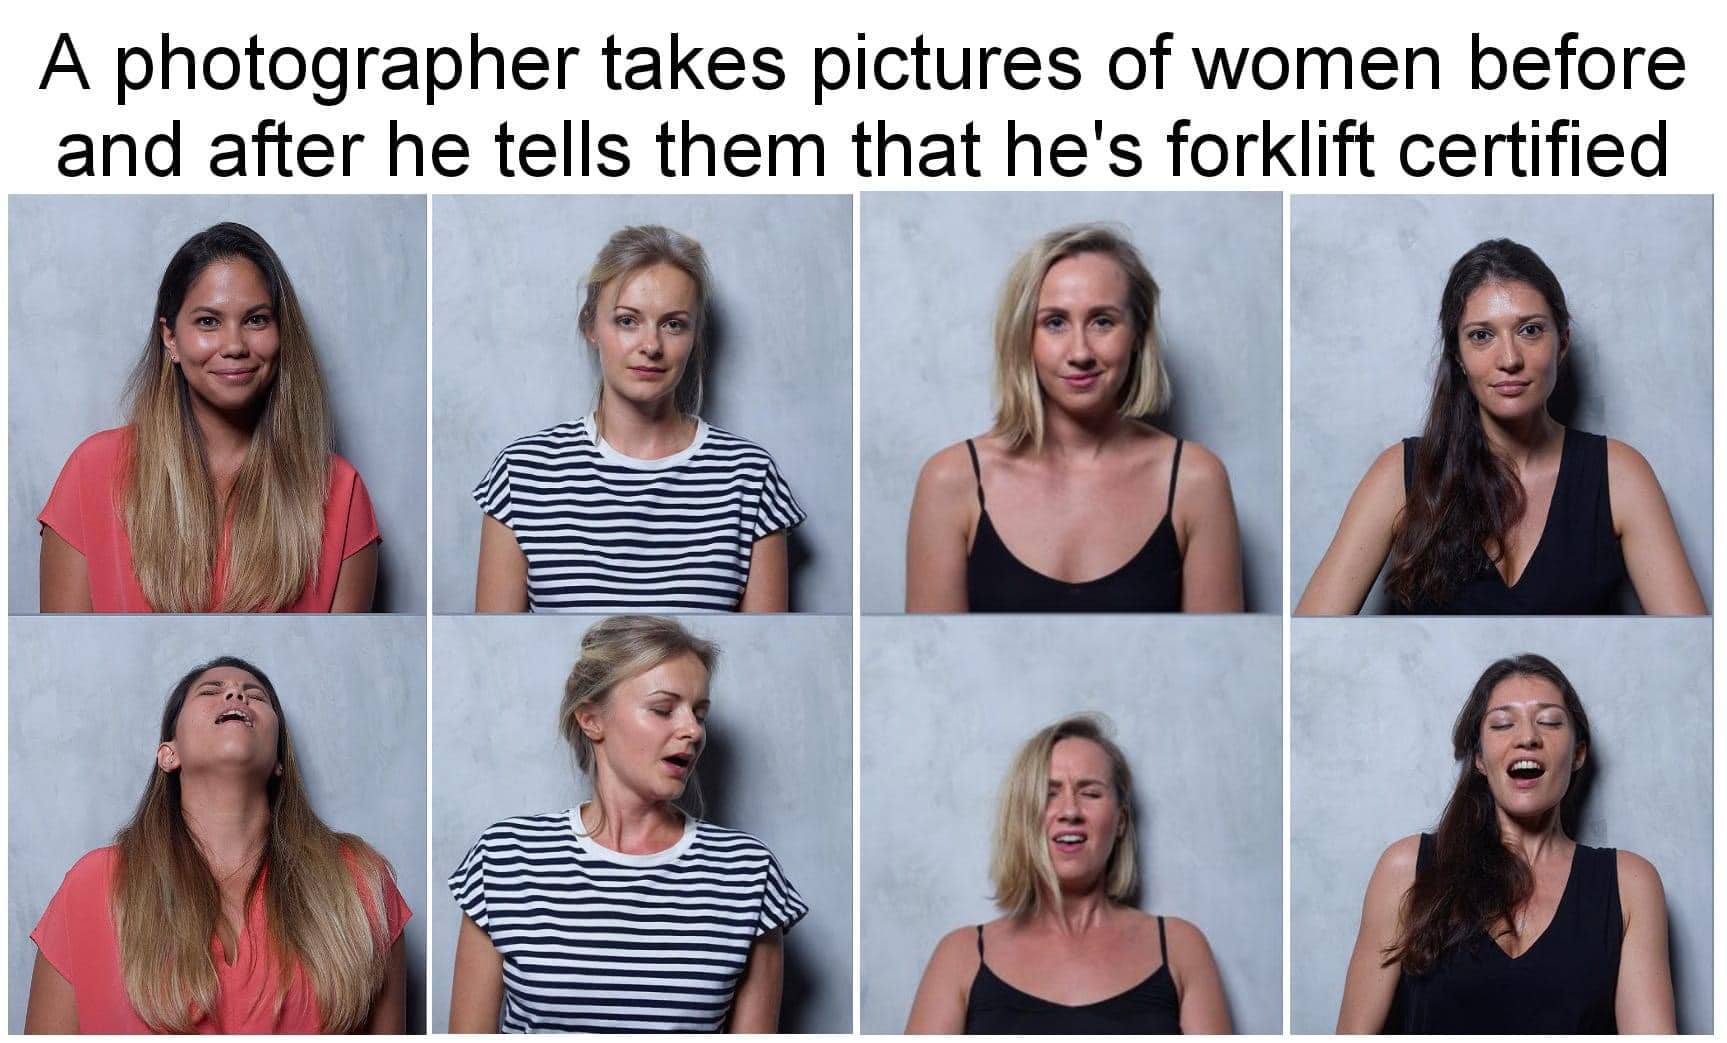 A photographer takes pictures of women before
and after he tells them that he's forklift certified